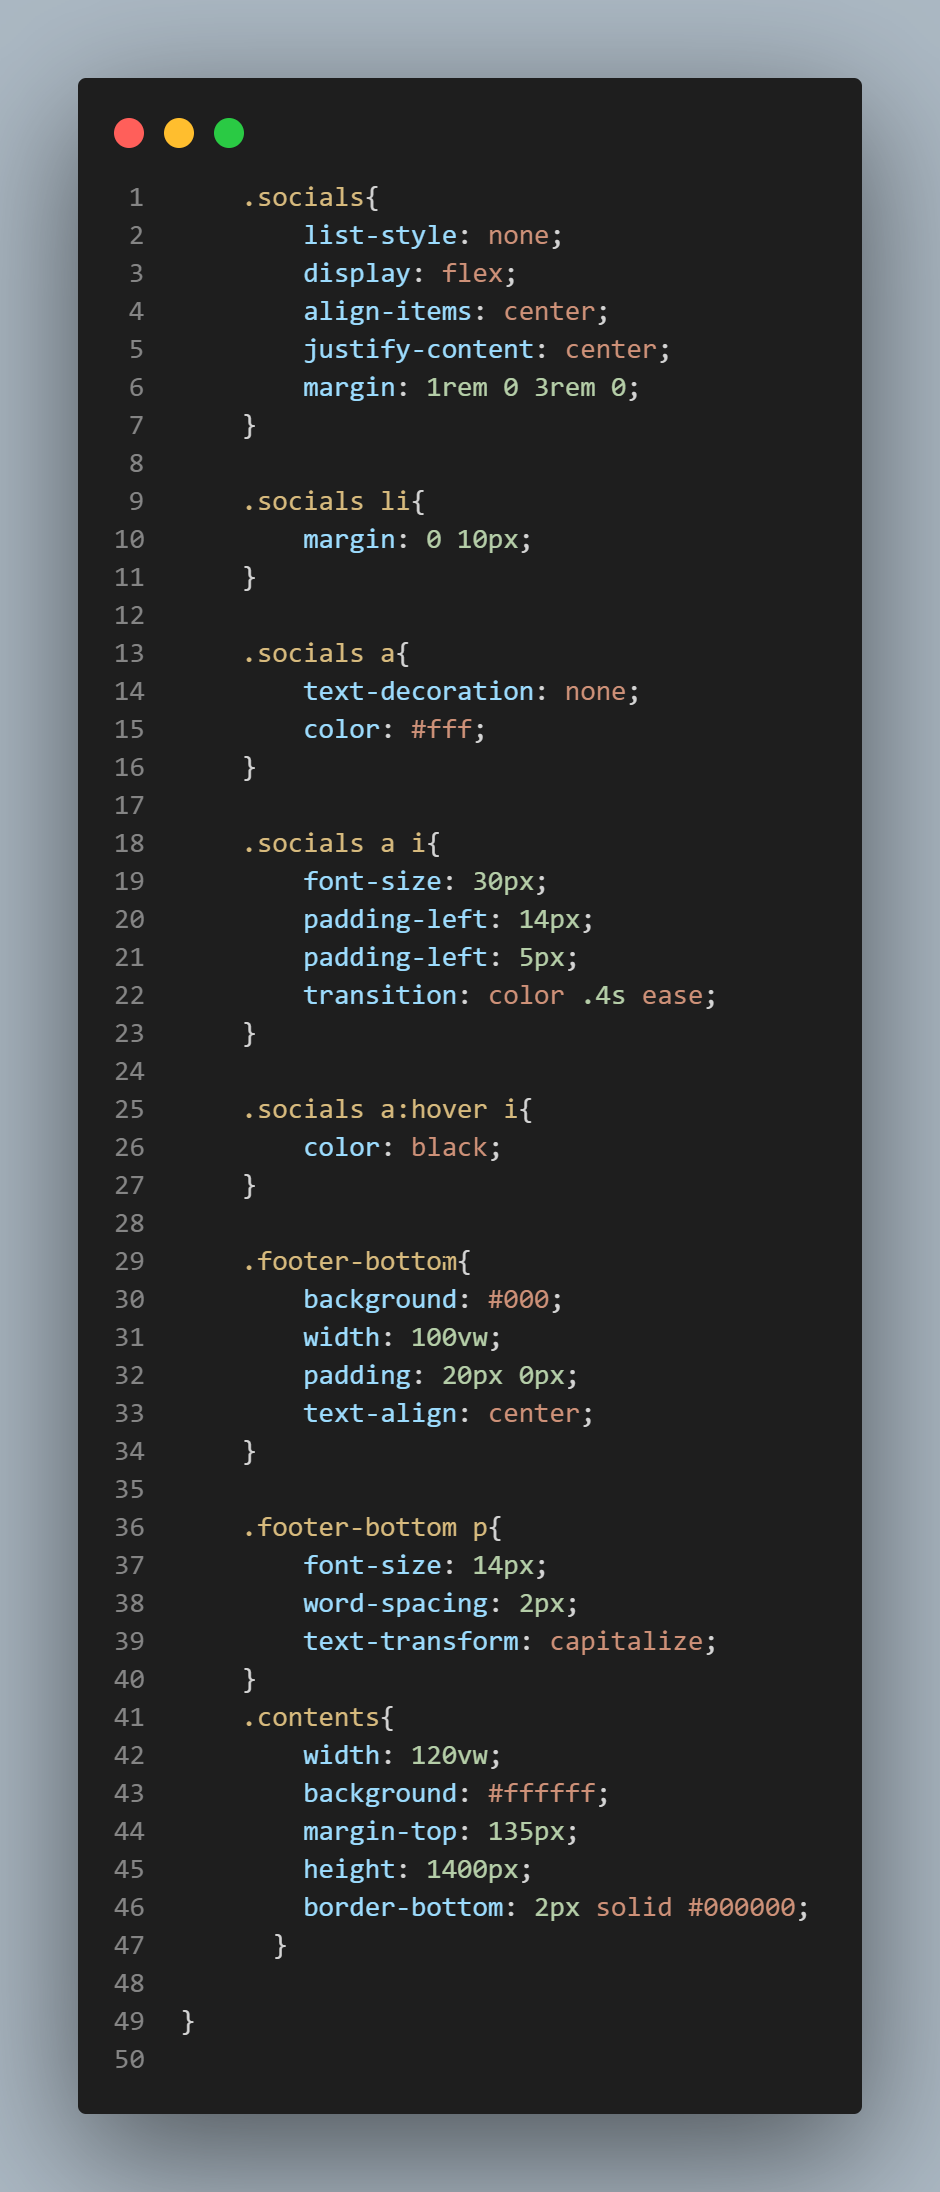 1 .socials{
2 list-style: none;
3 display: flex;
4 align-items: center;
5 justify-content: center;
6 margin: 1rem 0 3rem 0;
7 }
8
9 .socials li{
10 margin: 0 10px;
11 }
12
13 .socials a{
14 text-decoration: none;
15 color: #fff;
16 }
17
18 .socials a i{
19 font-size: 30px;
20 padding-left: 14px;
21 padding-left: 5px;
22 transition: color .4s ease;
23 }
24
25 .socials a:hover i{
26 color: black;
27 }
28
29 .footer-bottom{
30 background: #000;
31 width: 100vw;
32 padding: 20px 0px;
33 text-align: center;
34 }
35
36 .footer-bottom p{
37 font-size: 14px;
38 word-spacing: 2px;
39 text-transform: capitalize;
40 }
41 .contents{
42 width: 120vw;
43 background: #ffffff;
44 margin-top: 135px;
45 height: 1400px;
46 border-bottom: 2px solid #000000;
47 }
48
49 }
50